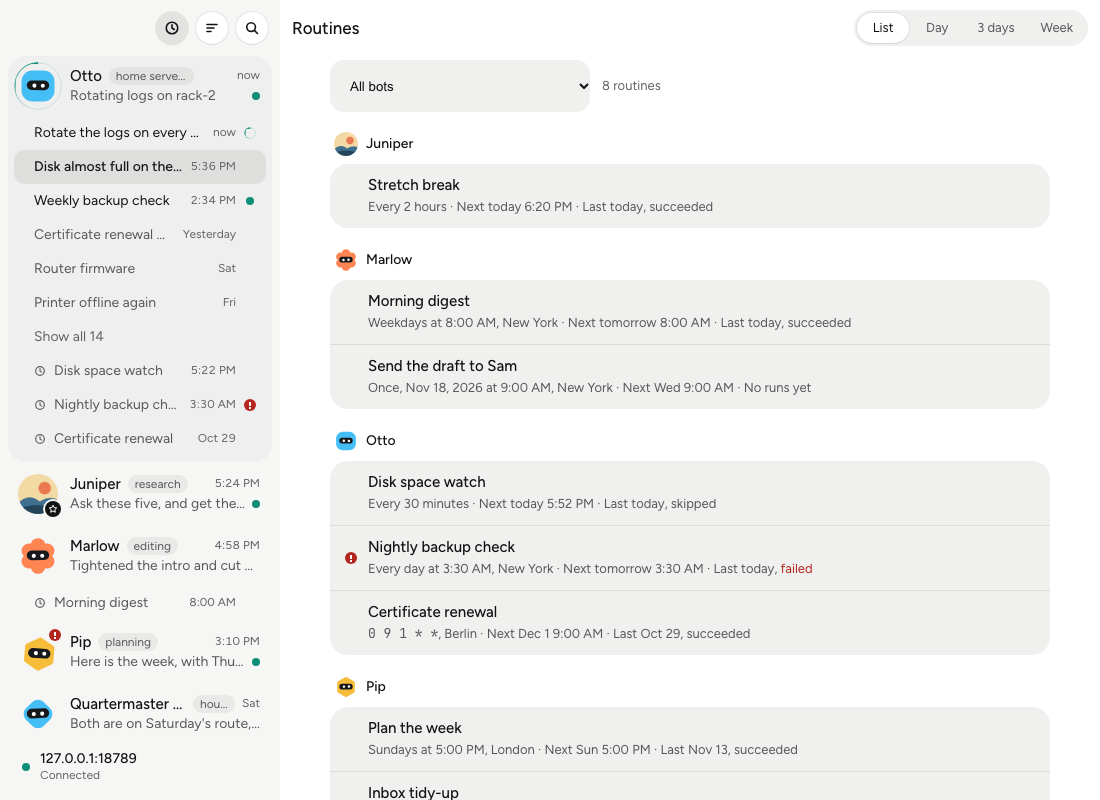 Otto home serve... now
Rotating logs on rack-2
Rotate the logs on every ... now
Disk almost full on the... 5:36 PM
Weekly backup check 2:34 PM
Certificate renewal ... Yesterday
Router firmware Sat
Printer offline again Fri
Show all 14
Disk space watch 5:22 PM
Nightly backup ch... 3:30 AM
Certificate renewal Oct 29
Juniper research 5:24 PM
Ask these five, and get the...
Marlow editing 4:58 PM
Tightened the intro and cut ...
Morning digest 8:00 AM
Pip planning 3:10 PM
Here is the week, with Thu...
Quartermaster ... hou... Sat
Both are on Saturday's route,...
127.0.0.1:18789
Connected
Routines
List Day 3 days Week
All bots 8 routines
Juniper
Stretch break
Every 2 hours · Next today 6:20 PM · Last today, succeeded
Marlow
Morning digest
Weekdays at 8:00 AM, New York · Next tomorrow 8:00 AM · Last today, succeeded
Send the draft to Sam
Once, Nov 18, 2026 at 9:00 AM, New York · Next Wed 9:00 AM · No runs yet
Otto
Disk space watch
Every 30 minutes · Next today 5:52 PM · Last today, skipped
Nightly backup check
Every day at 3:30 AM, New York · Next tomorrow 3:30 AM · Last today, failed
Certificate renewal
0 9 1 * *, Berlin · Next Dec 1 9:00 AM · Last Oct 29, succeeded
Pip
Plan the week
Sundays at 5:00 PM, London · Next Sun 5:00 PM · Last Nov 13, succeeded
Inbox tidy-up